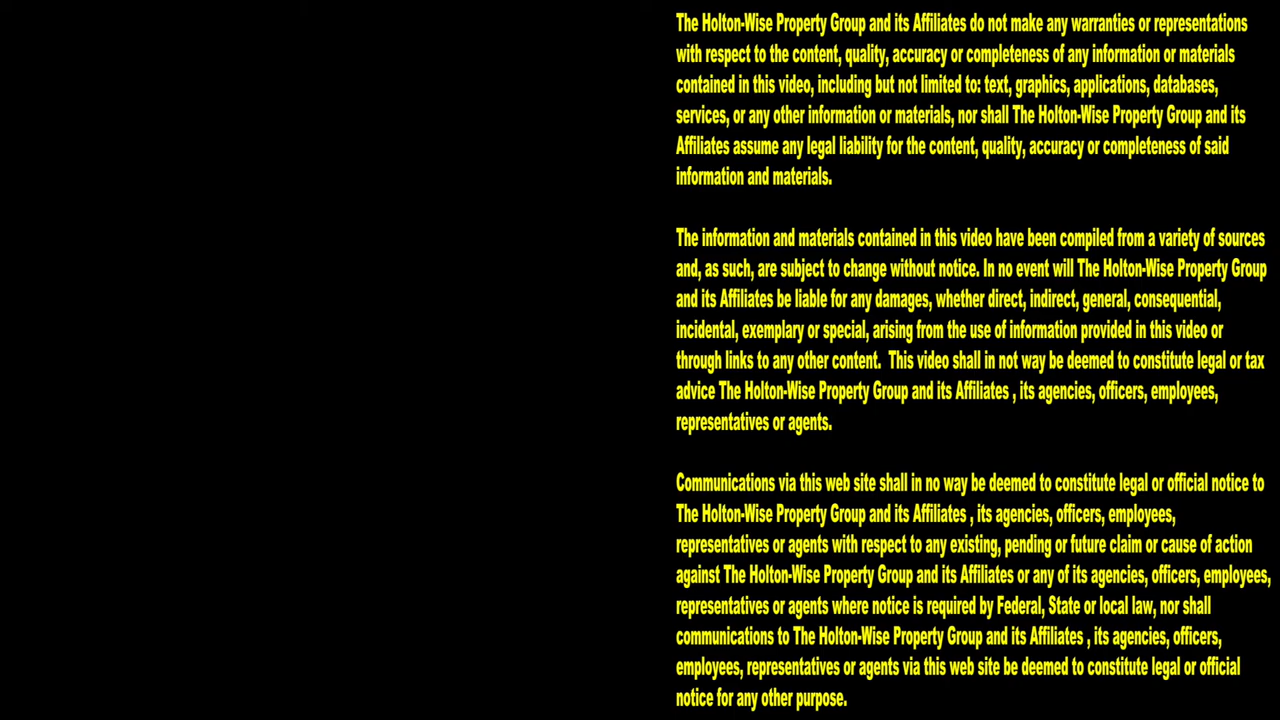 The Holton-Wise Property Group and its Affiliates do not make any warranties or representations
with respect to the content, quality, accuracy or completeness of any information or materials
contained in this video, including but not limited to: text, graphics, applications, databases,
services, or any other information or materials, nor shall The Holton-Wise Property Group and its
Affiliates assume any legal liability for the content, quality, accuracy or completeness of said
information and materials.
The information and materials contained in this video have been compiled from a variety of sources
and, as such, are subject to change without notice. In no event will The Holton-Wise Property Group
and its Affiliates be liable for any damages, whether direct, indirect, general, consequential,
incidental, exemplary or special, arising from the use of information provided in this video or
through links to any other content.  This video shall in not way be deemed to constitute legal or tax
advice The Holton-Wise Property Group and its Affiliates , its agencies, officers, employees,
representatives or agents.
Communications via this web site shall in no way be deemed to constitute legal or official notice to
The Holton-Wise Property Group and its Affiliates , its agencies, officers, employees,
representatives or agents with respect to any existing, pending or future claim or cause of action
against The Holton-Wise Property Group and its Affiliates or any of its agencies, officers, employees,
representatives or agents where notice is required by Federal, State or local law, nor shall
communications to The Holton-Wise Property Group and its Affiliates , its agencies, officers,
employees, representatives or agents via this web site be deemed to constitute legal or official
notice for any other purpose.